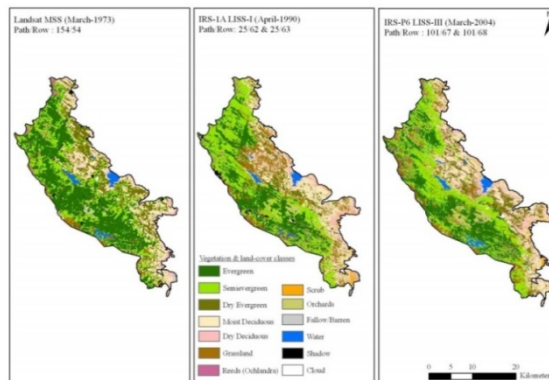 Landsat MSS (March-1973)
Path/Row : 154/54
IRS-1A LISS-I (April-1990)
Path/Row: 25/62 & 25/63
IRS-P6 LISS-III (March-2004)
Path/Row : 101/67 & 101/68
Vegetation & land-cover classes
Evergreen
Semievergreen
Dry Evergreen
Moist Deciduous
Dry Deciduous
Grassland
Reeds (Ochlandra)
Scrub
Orchards
Fallow/Barren
Water
Shadow
Cloud
0 5 10 20
Kilometers